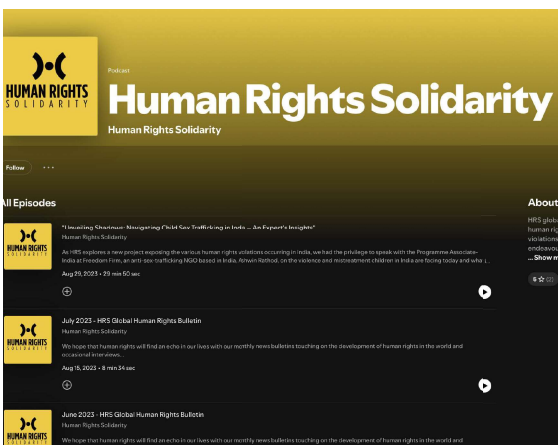 HUMAN RIGHTS
SOLIDARITY
Podcast
Human Rights Solidarity
Human Rights Solidarity
Follow
All Episodes
"Unveiling Shadows: Navigating Child Sex Trafficking in India – An Expert's Insights"
Human Rights Solidarity
As HRS explores a new project exposing the various human rights violations occurring in India, we had the privilege to speak with the Programme Associate-
India at Freedom Firm, an anti-sex-trafficking NGO based in India, Ashwin Rathod, on the violence and mistreatment children in India are facing today and wha
Aug 29, 2023 • 29 min 50 sec
HUMAN RIGHTS
SOLIDARITY
July 2023 - HRS Global Human Rights Bulletin
Human Rights Solidarity
We hope that human rights will find an echo in our lives with our monthly news bulletins touching on the development of human rights in the world and
occasional interviews...
Aug 15, 2023 • 8 min 34 sec
HUMAN RIGHTS
SOLIDARITY
June 2023 - HRS Global Human Rights Bulletin
Human Rights Solidarity
We hope that human rights will find an echo in our lives with our monthly news bulletins touching on the development of human rights in the world and
HUMAN RIGHTS
SOLIDARITY
About
HRS globa
human rig
violations
endeavou
... Show m
5